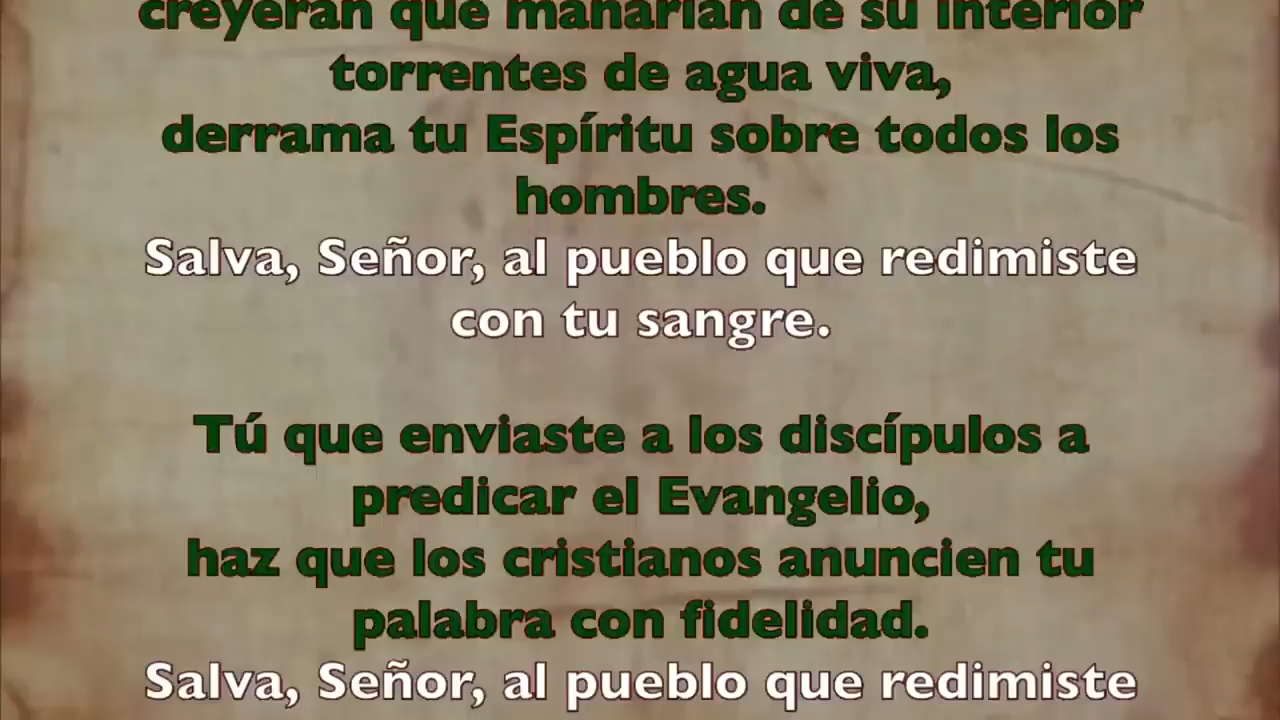 creyeran que manarían de su interior
torrentes de agua viva,
derrama tu Espíritu sobre todos los
hombres.
Salva, Señor, al pueblo que redimiste
con tu sangre.
Tú que enviaste a los discípulos a
predicar el Evangelio,
haz que los cristianos anuncien tu
palabra con fidelidad.
Salva, Señor, al pueblo que redimiste